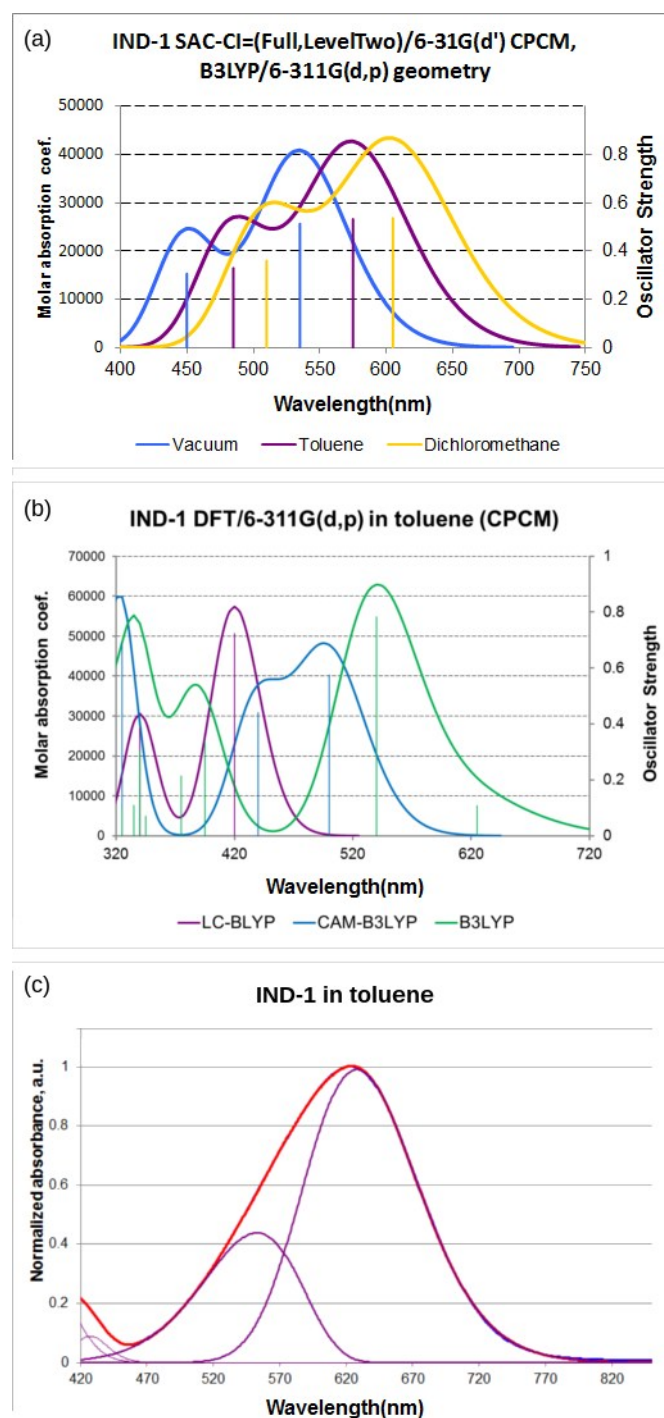 (a)
IND-1 SAC-CI=(Full,LevelTwo)/6-31G(d') CPCM,
B3LYP/6-311G(d,p) geometry
Molar absorption coef.
50000
40000
30000
20000
10000
0
400 450 500 550 600 650 700 750
0.8
0.6
0.4
0.2
0
Oscillator Strength
Wavelength(nm)
Vacuum Toluene Dichloromethane
(b)
IND-1 DFT/6-311G(d,p) in toluene (CPCM)
Molar absorption coef.
70000
60000
50000
40000
30000
20000
10000
0
320 420 520 620 720
1
0.8
0.6
0.4
0.2
0
Oscillator Strength
Wavelength(nm)
LC-BLYP CAM-B3LYP B3LYP
(c)
IND-1 in toluene
Normalized absorbance, a.u.
1
0.8
0.6
0.4
0.2
0
420 470 520 570 620 670 720 770 820
Wavelength(nm)